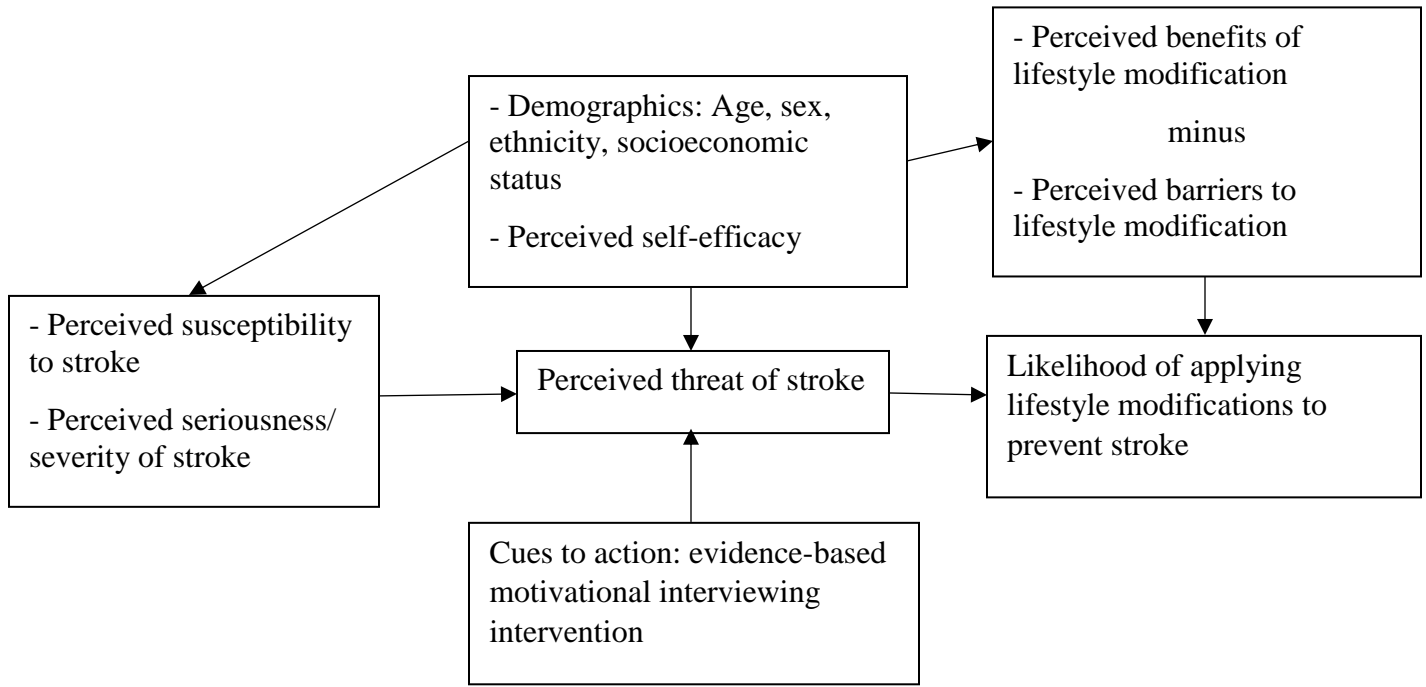 - Perceived benefits of
lifestyle modification
minus
- Perceived barriers to
lifestyle modification
- Demographics: Age, sex,
ethnicity, socioeconomic
status
- Perceived self-efficacy
- Perceived susceptibility
to stroke
- Perceived seriousness/
severity of stroke
Perceived threat of stroke
Likelihood of applying
lifestyle modifications to
prevent stroke
Cues to action: evidence-based
motivational interviewing
intervention